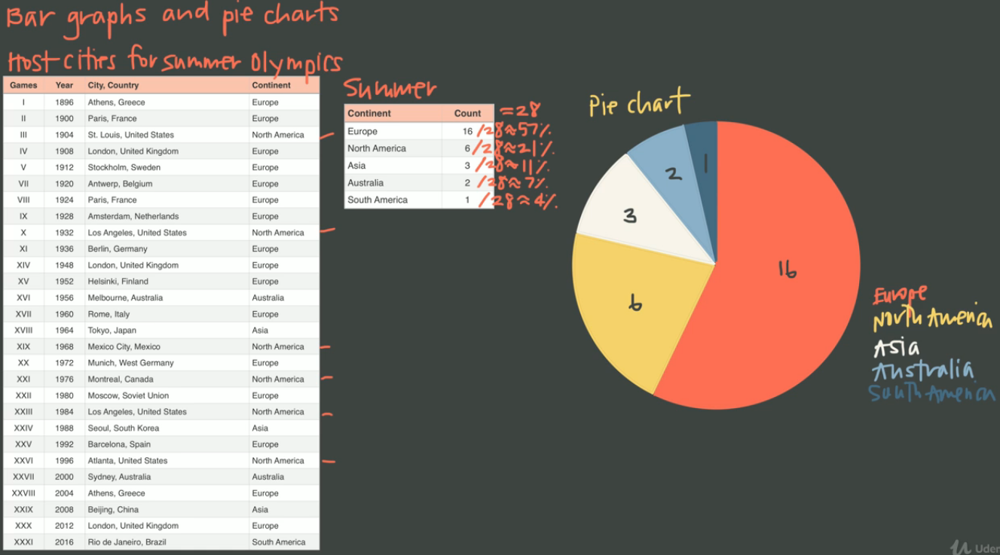 Bar graphs and pie charts
Host cities for summer Olympics
Games Year City, Country Continent
I 1896 Athens, Greece Europe
II 1900 Paris, France Europe
III 1904 St. Louis, United States North America
IV 1908 London, United Kingdom Europe
V 1912 Stockholm, Sweden Europe
VII 1920 Antwerp, Belgium Europe
VIII 1924 Paris, France Europe
IX 1928 Amsterdam, Netherlands Europe
X 1932 Los Angeles, United States North America
XI 1936 Berlin, Germany Europe
XIV 1948 London, United Kingdom Europe
XV 1952 Helsinki, Finland Europe
XVI 1956 Melbourne, Australia Australia
XVII 1960 Rome, Italy Europe
XVIII 1964 Tokyo, Japan Asia
XIX 1968 Mexico City, Mexico North America
XX 1972 Munich, West Germany Europe
XXI 1976 Montreal, Canada North America
XXII 1980 Moscow, Soviet Union Europe
XXIII 1984 Los Angeles, United States North America
XXIV 1988 Seoul, South Korea Asia
XXV 1992 Barcelona, Spain Europe
XXVI 1996 Atlanta, United States North America
XXVII 2000 Sydney, Australia Australia
XXVIII 2004 Athens, Greece Europe
XXIX 2008 Beijing, China Asia
XXX 2012 London, United Kingdom Europe
XXXI 2016 Rio de Janeiro, Brazil South America
Summer
Continent Count =28
Europe 16 /28≈57%
North America 6 /28≈21%
Asia 3 /28≈11%
Australia 2 /28≈7%
South America 1 /28≈4%
Pie chart
1
2
3
16
6
Europe
North America
Asia
Australia
South America
Uder